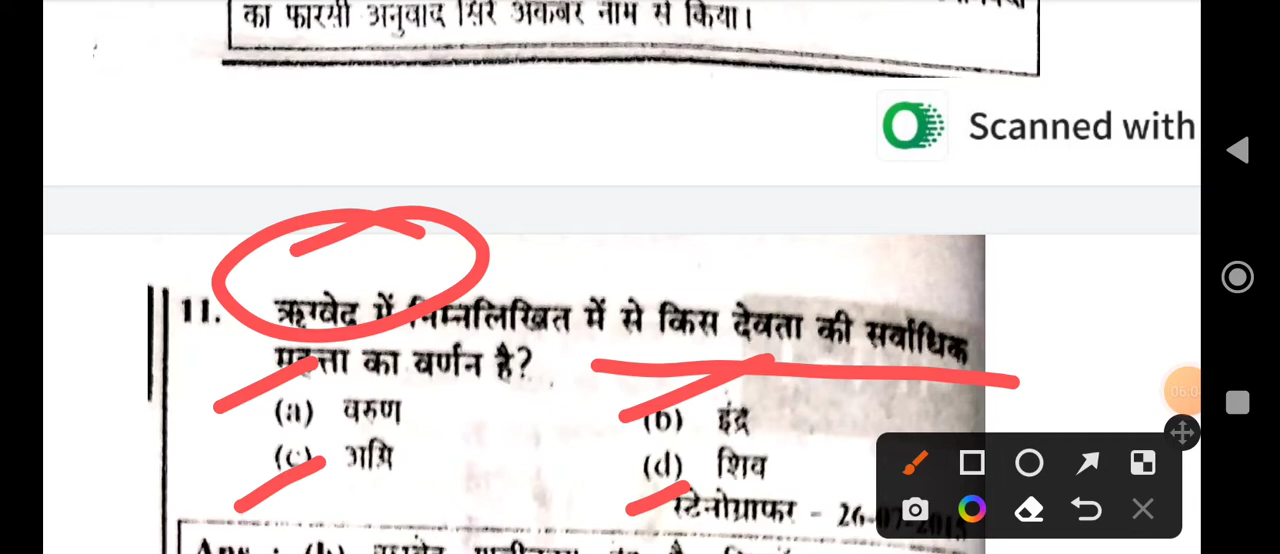 का फारसी अनुवाद सिर्रे अकबर नाम से किया।
Scanned with
11. ऋग्वेद में निम्नलिखित में से किस देवता की सर्वाधिक
महत्ता का वर्णन है?
(a) वरुण (b) इंद्र
(c) अग्नि (d) शिव
स्टेनोग्राफर - 26-07-2015
Ans : (b)